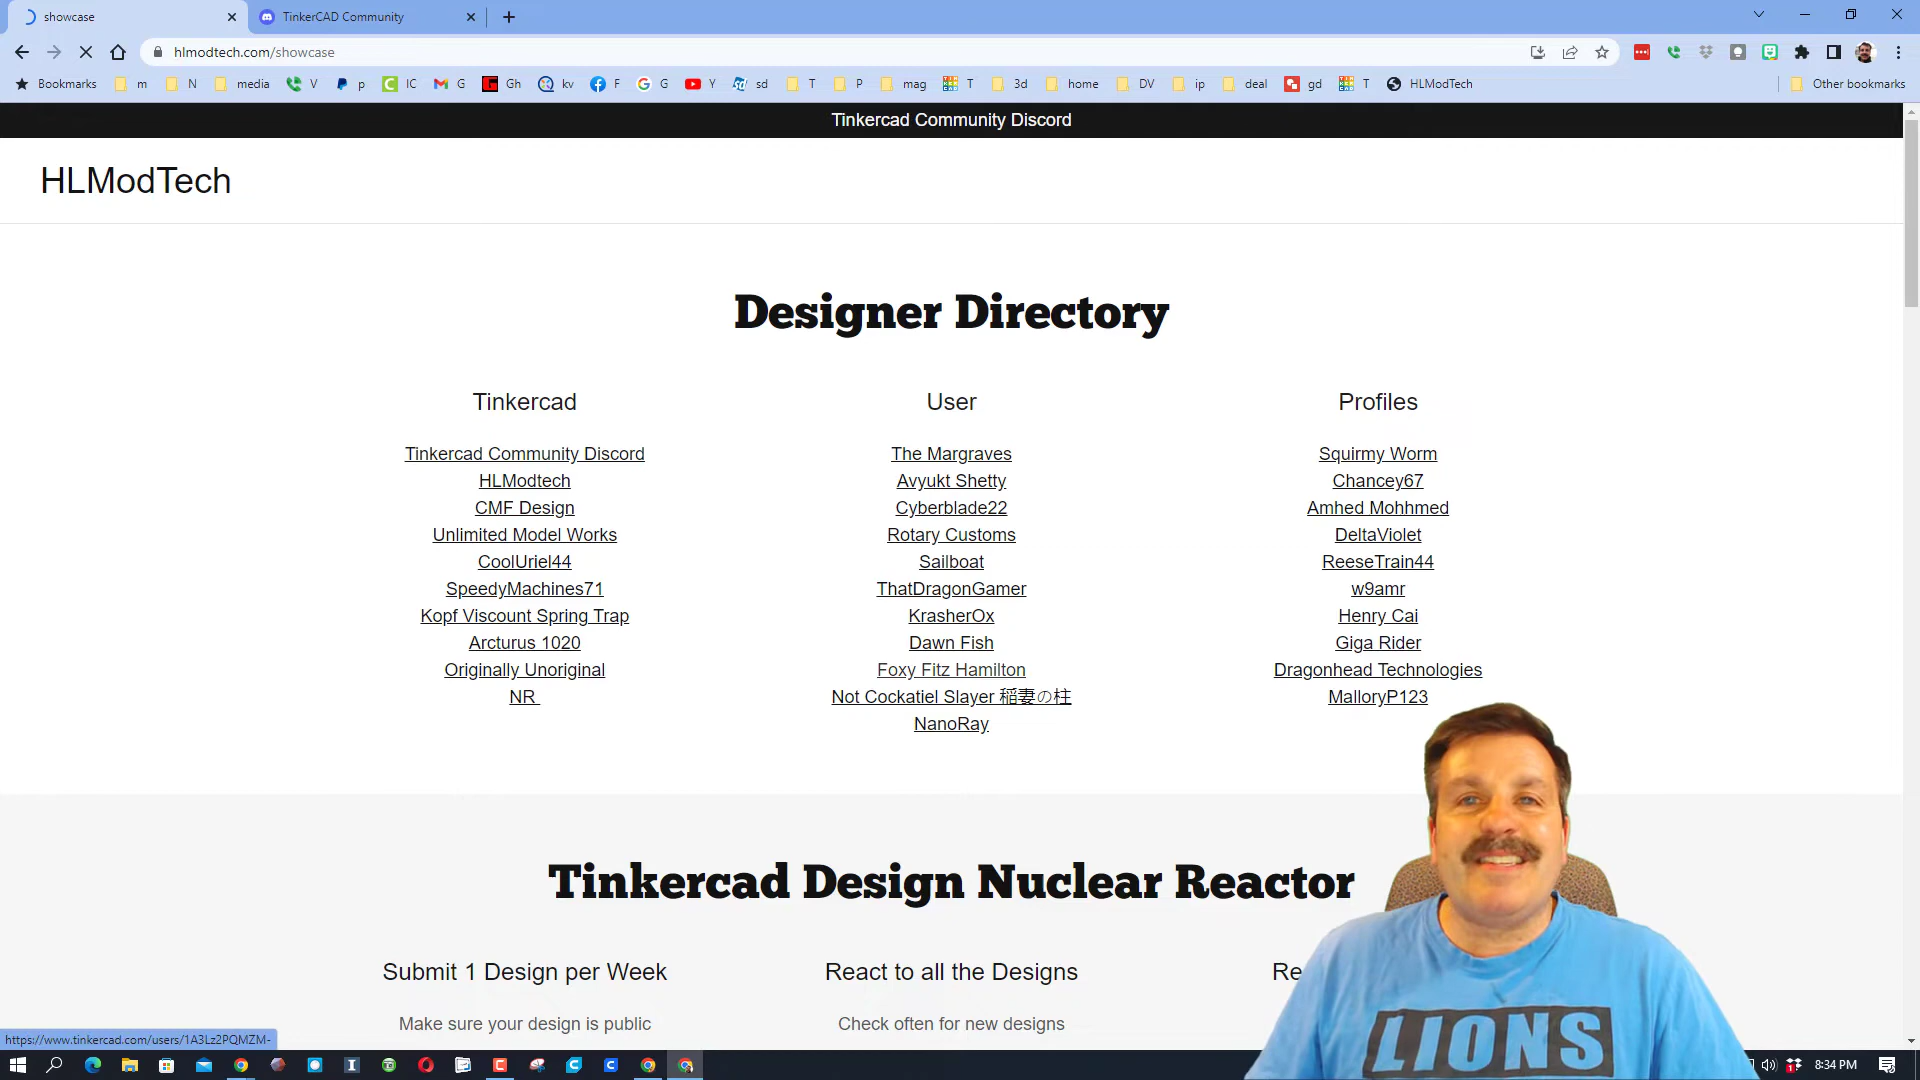 showcase
TinkerCAD Community
hlmodtech.com/showcase
Bookmarks m N media V p IC G Gh kv F G Y sd T P mag T 3d home DV ip deal gd T HLModTech Other bookmarks
Tinkercad Community Discord
HLModTech
Designer Directory
Tinkercad
Tinkercad Community Discord
HLModtech
CMF Design
Unlimited Model Works
CoolUriel44
SpeedyMachines71
Kopf Viscount Spring Trap
Arcturus 1020
Originally Unoriginal
NR
User
The Margraves
Avyukt Shetty
Cyberblade22
Rotary Customs
Sailboat
ThatDragonGamer
KrasherOx
Dawn Fish
Foxy Fitz Hamilton
Not Cockatiel Slayer 稲妻の柱
NanoRay
Profiles
Squirmy Worm
Chancey67
Amhed Mohhmed
DeltaViolet
ReeseTrain44
w9amr
Henry Cai
Giga Rider
Dragonhead Technologies
MalloryP123
Tinkercad Design Nuclear Reactor
Submit 1 Design per Week
Make sure your design is public
React to all the Designs
Check often for new designs
Re
LIONS
https://www.tinkercad.com/users/1A3Lz2PQMZM-
8:34 PM